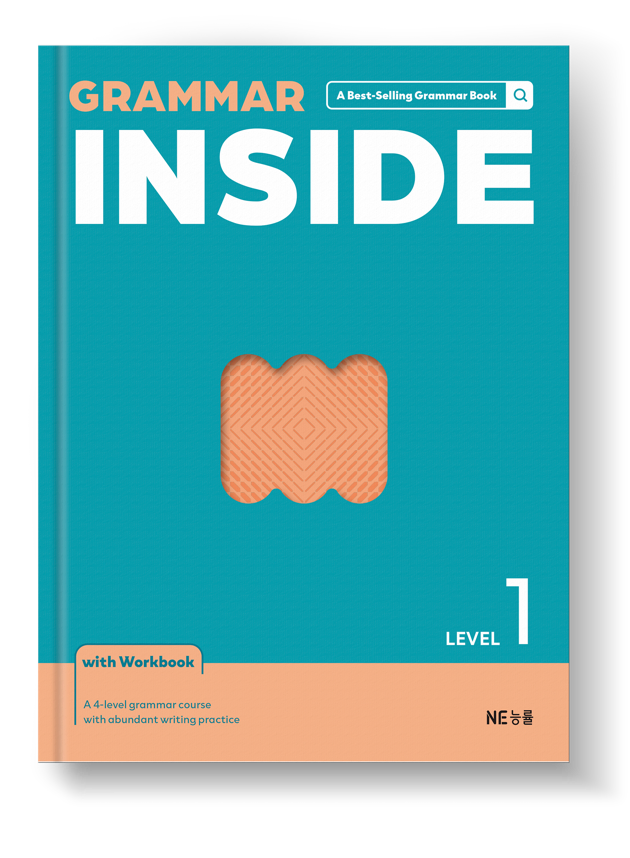 GRAMMAR
A Best-Selling Grammar Book
INSIDE
LEVEL 1
with Workbook
A 4-level grammar course
with abundant writing practice
NE능률